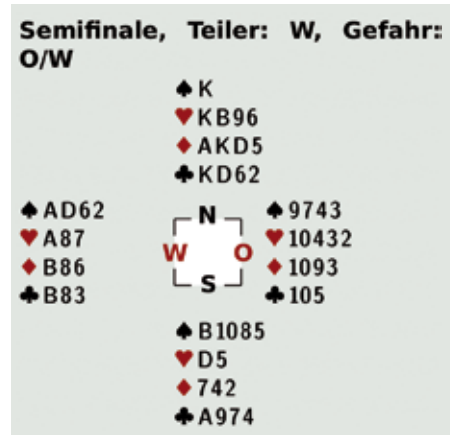 Semifinale, Teiler: W, Gefahr:
O/W
♠ K
♥ KB96
♦ AKD5
♣ KD62
♠ AD62
♥ A87
♦ B86
♣ B83
N
W O
S
♠ 9743
♥ 10432
♦ 1093
♣ 105
♠ B1085
♥ D5
♦ 742
♣ A974